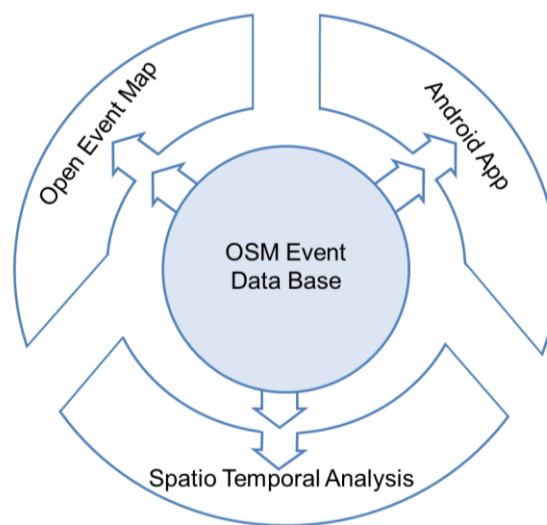 Open Event Map
Android App
OSM Event
Data Base
Spatio Temporal Analysis